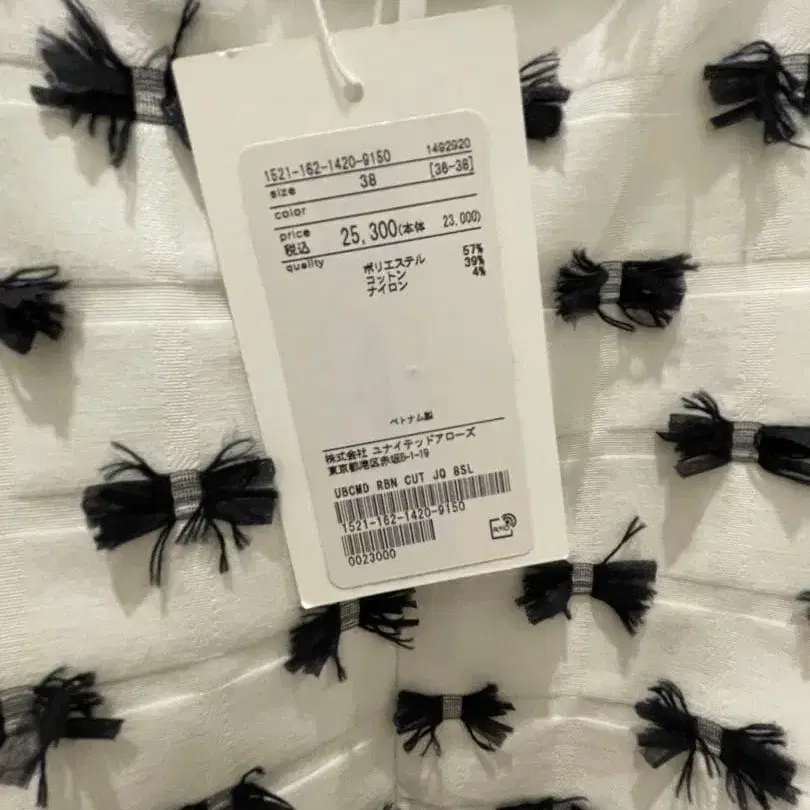 1521-162-1420-9150 1492920
size 38 [36-38]
color
price
税込 25,300(本体 23,000)
quality
ポリエステル 57%
コットン 39%
ナイロン 4%
ベトナム製
株式会社 ユナイテッドアローズ
東京都港区赤坂8-1-19
UBCMD RBN CUT JQ 8SL
1521-162-1420-9150
0023000